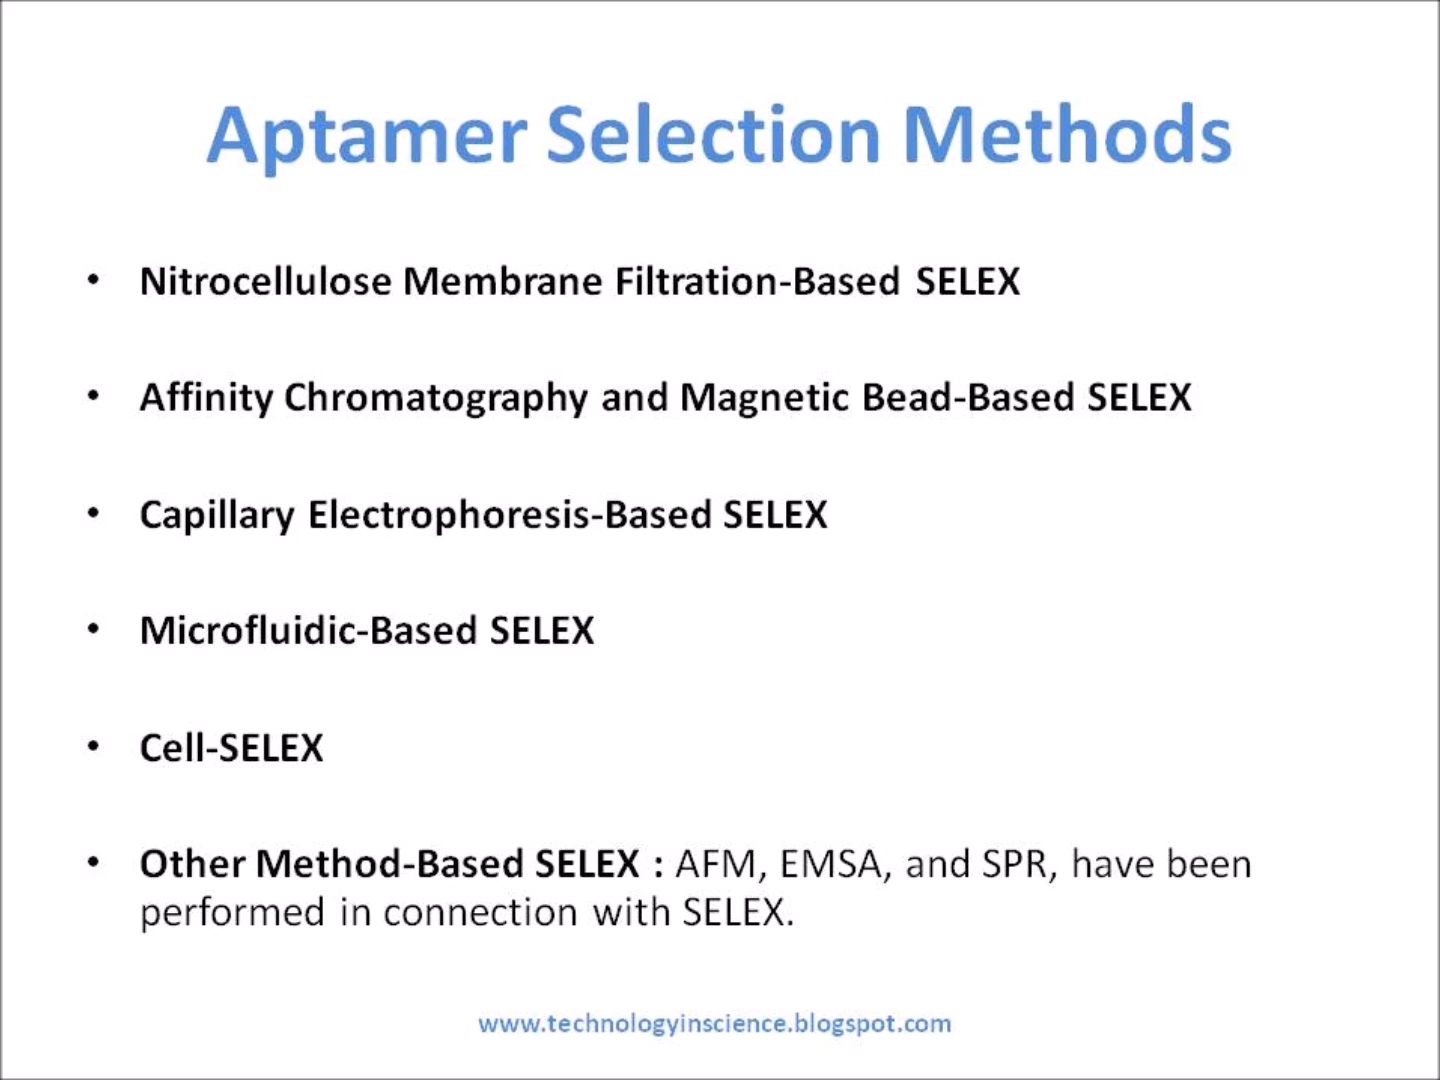 Aptamer Selection Methods
• Nitrocellulose Membrane Filtration-Based SELEX
• Affinity Chromatography and Magnetic Bead-Based SELEX
• Capillary Electrophoresis-Based SELEX
• Microfluidic-Based SELEX
• Cell-SELEX
• Other Method-Based SELEX : AFM, EMSA, and SPR, have been
performed in connection with SELEX.
www.technologyinscience.blogspot.com